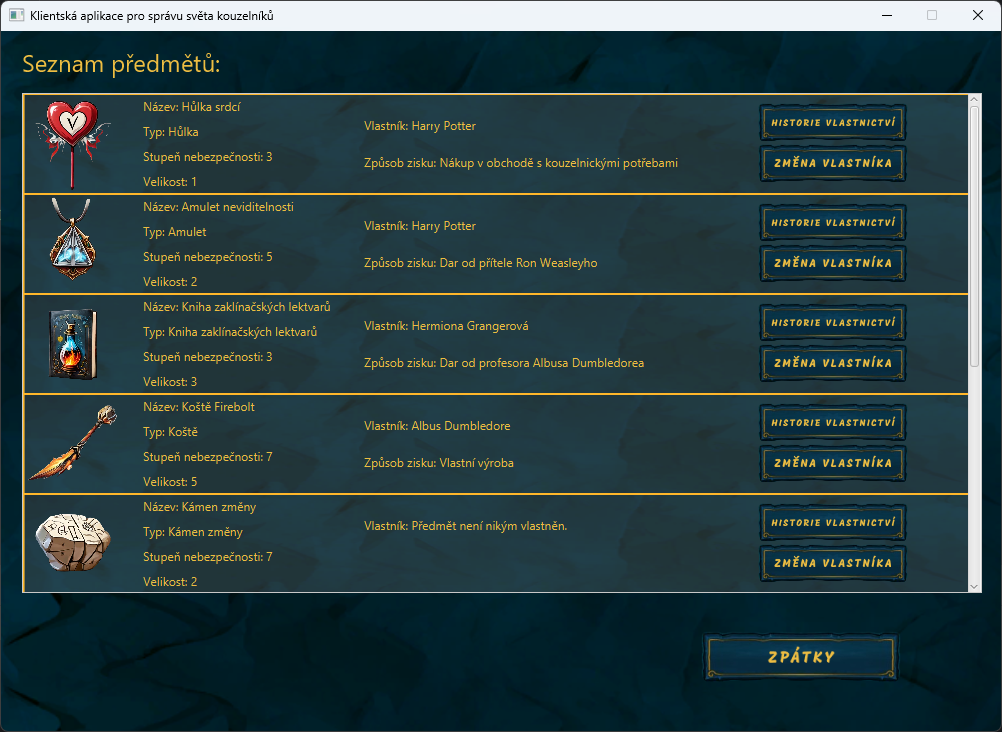 Klientská aplikace pro správu světa kouzelníků
Seznam předmětů:
Název: Hůlka srdcí
Typ: Hůlka
Stupeň nebezpečnosti: 3
Velikost: 1
Vlastník: Harry Potter
Způsob zisku: Nákup v obchodě s kouzelnickými potřebami
HISTORIE VLASTNICTVÍ
ZMĚNA VLASTNÍKA
Název: Amulet neviditelnosti
Typ: Amulet
Stupeň nebezpečnosti: 5
Velikost: 2
Vlastník: Harry Potter
Způsob zisku: Dar od přítele Ron Weasleyho
HISTORIE VLASTNICTVÍ
ZMĚNA VLASTNÍKA
Název: Kniha zaklínačských lektvarů
Typ: Kniha zaklínačských lektvarů
Stupeň nebezpečnosti: 3
Velikost: 3
Vlastník: Hermiona Grangerová
Způsob zisku: Dar od profesora Albusa Dumbledorea
HISTORIE VLASTNICTVÍ
ZMĚNA VLASTNÍKA
Název: Koště Firebolt
Typ: Koště
Stupeň nebezpečnosti: 7
Velikost: 5
Vlastník: Albus Dumbledore
Způsob zisku: Vlastní výroba
HISTORIE VLASTNICTVÍ
ZMĚNA VLASTNÍKA
Název: Kámen změny
Typ: Kámen změny
Stupeň nebezpečnosti: 7
Velikost: 2
Vlastník: Předmět není nikým vlastněn.
HISTORIE VLASTNICTVÍ
ZMĚNA VLASTNÍKA
ZPÁTKY